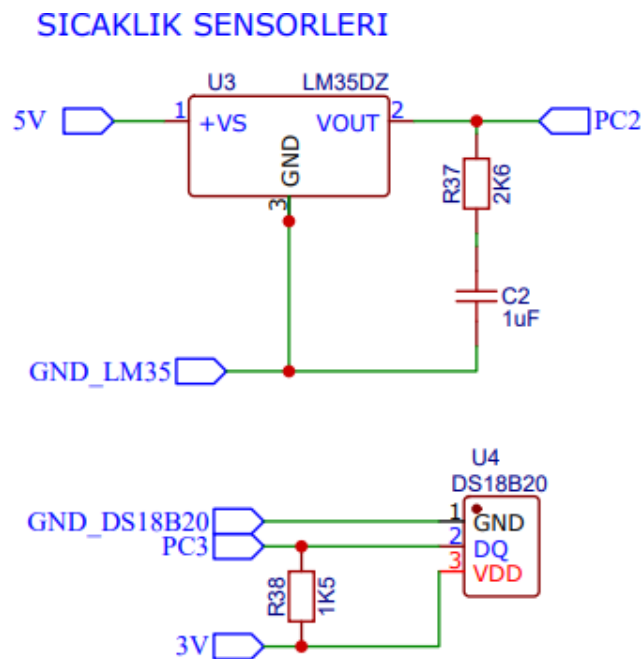 SICAKLIK SENSORLERI
U3 LM35DZ
5V 1 +VS VOUT 2 PC2
GND
3
R37 2K6
C2
1uF
GND_LM35
U4
DS18B20
GND_DS18B20 1 GND
PC3 2 DQ
3 VDD
R38 1K5
3V